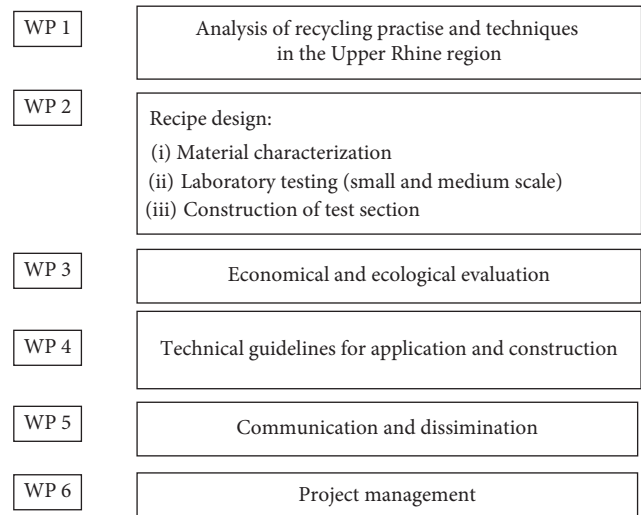 WP 1
Analysis of recycling practise and techniques
in the Upper Rhine region
WP 2
Recipe design:
(i) Material characterization
(ii) Laboratory testing (small and medium scale)
(iii) Construction of test section
WP 3
Economical and ecological evaluation
WP 4
Technical guidelines for application and construction
WP 5
Communication and dissimination
WP 6
Project management